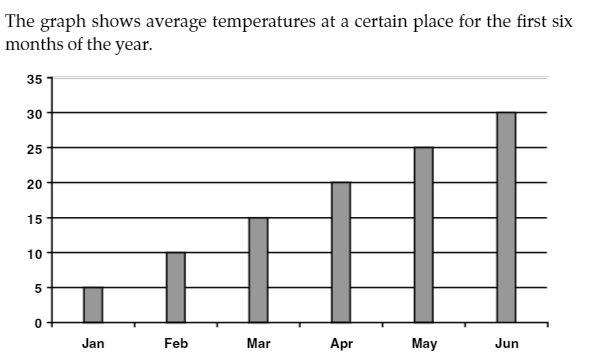 The graph shows average temperatures at a certain place for the first six
months of the year.
35
30
25
20
15
10
5
0
Jan Feb Mar Apr May Jun